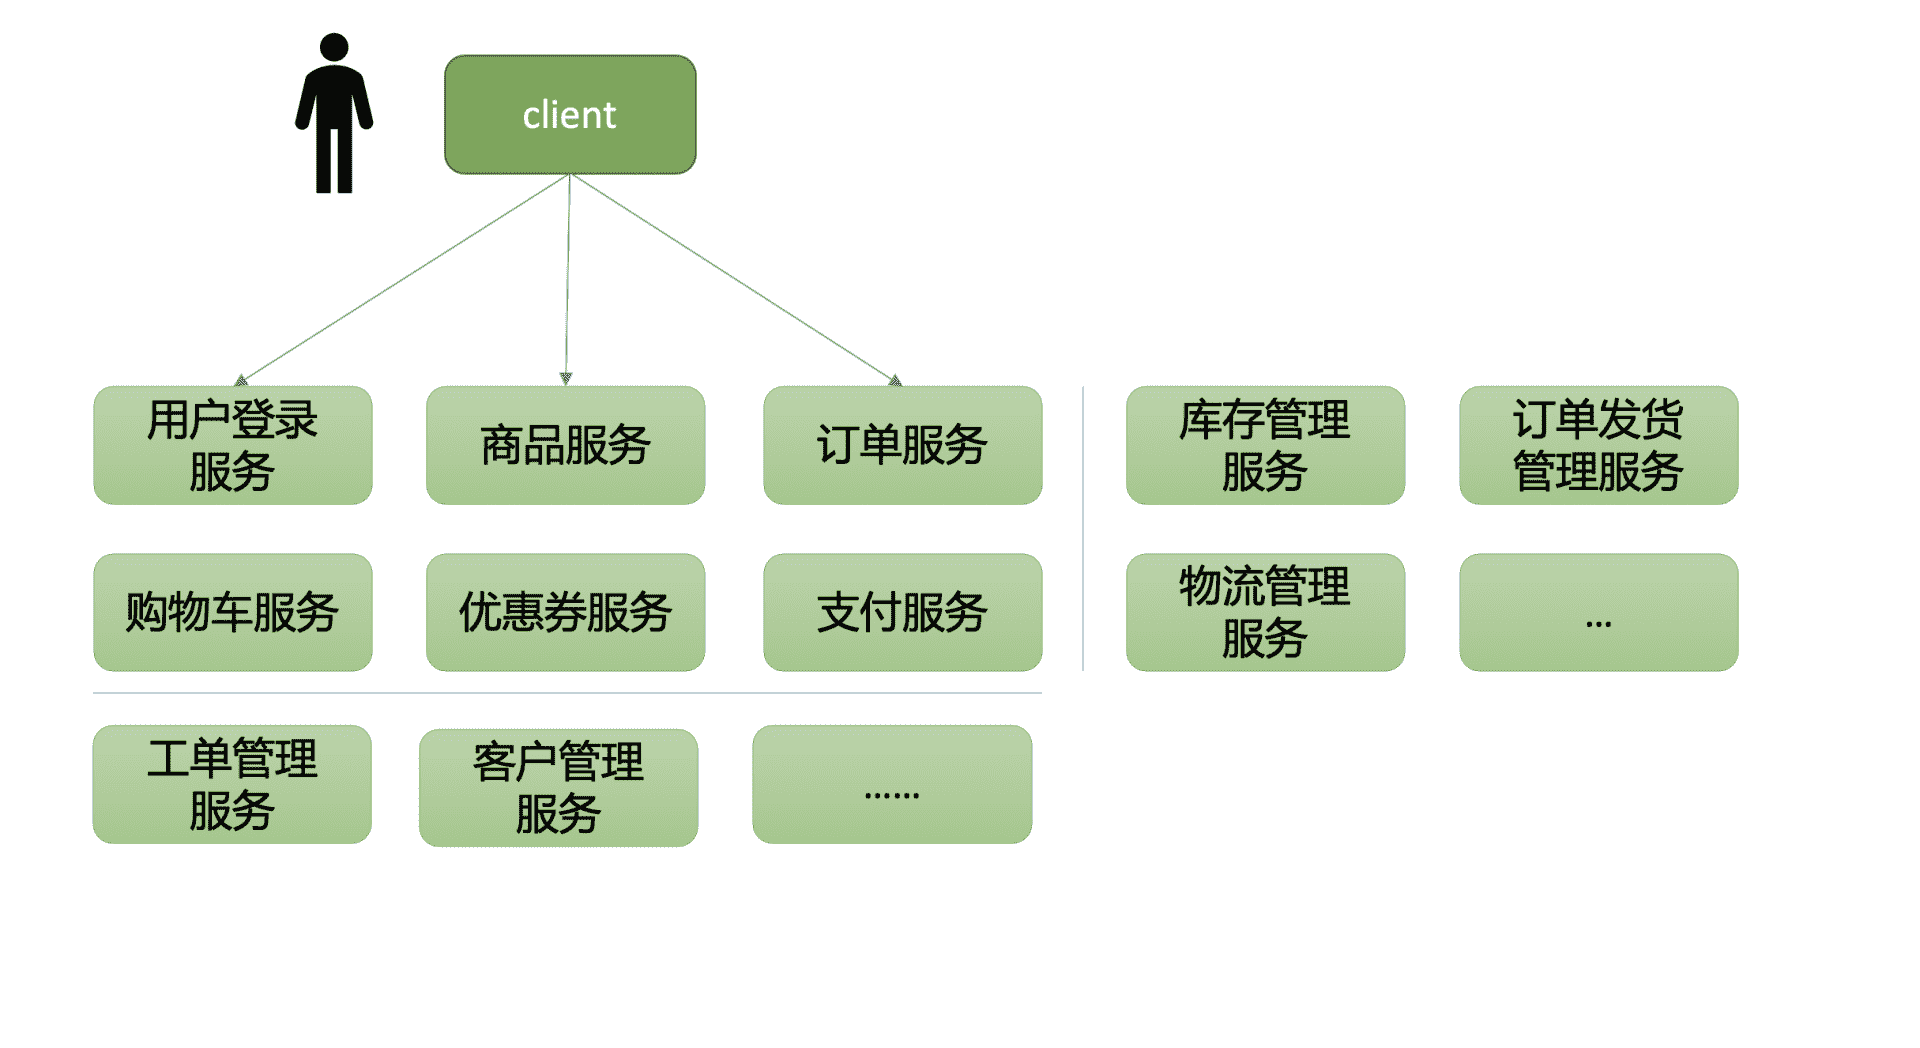 client
用户登录
服务
商品服务
订单服务
库存管理
服务
订单发货
管理服务
购物车服务
优惠券服务
支付服务
物流管理
服务
...
工单管理
服务
客户管理
服务
......